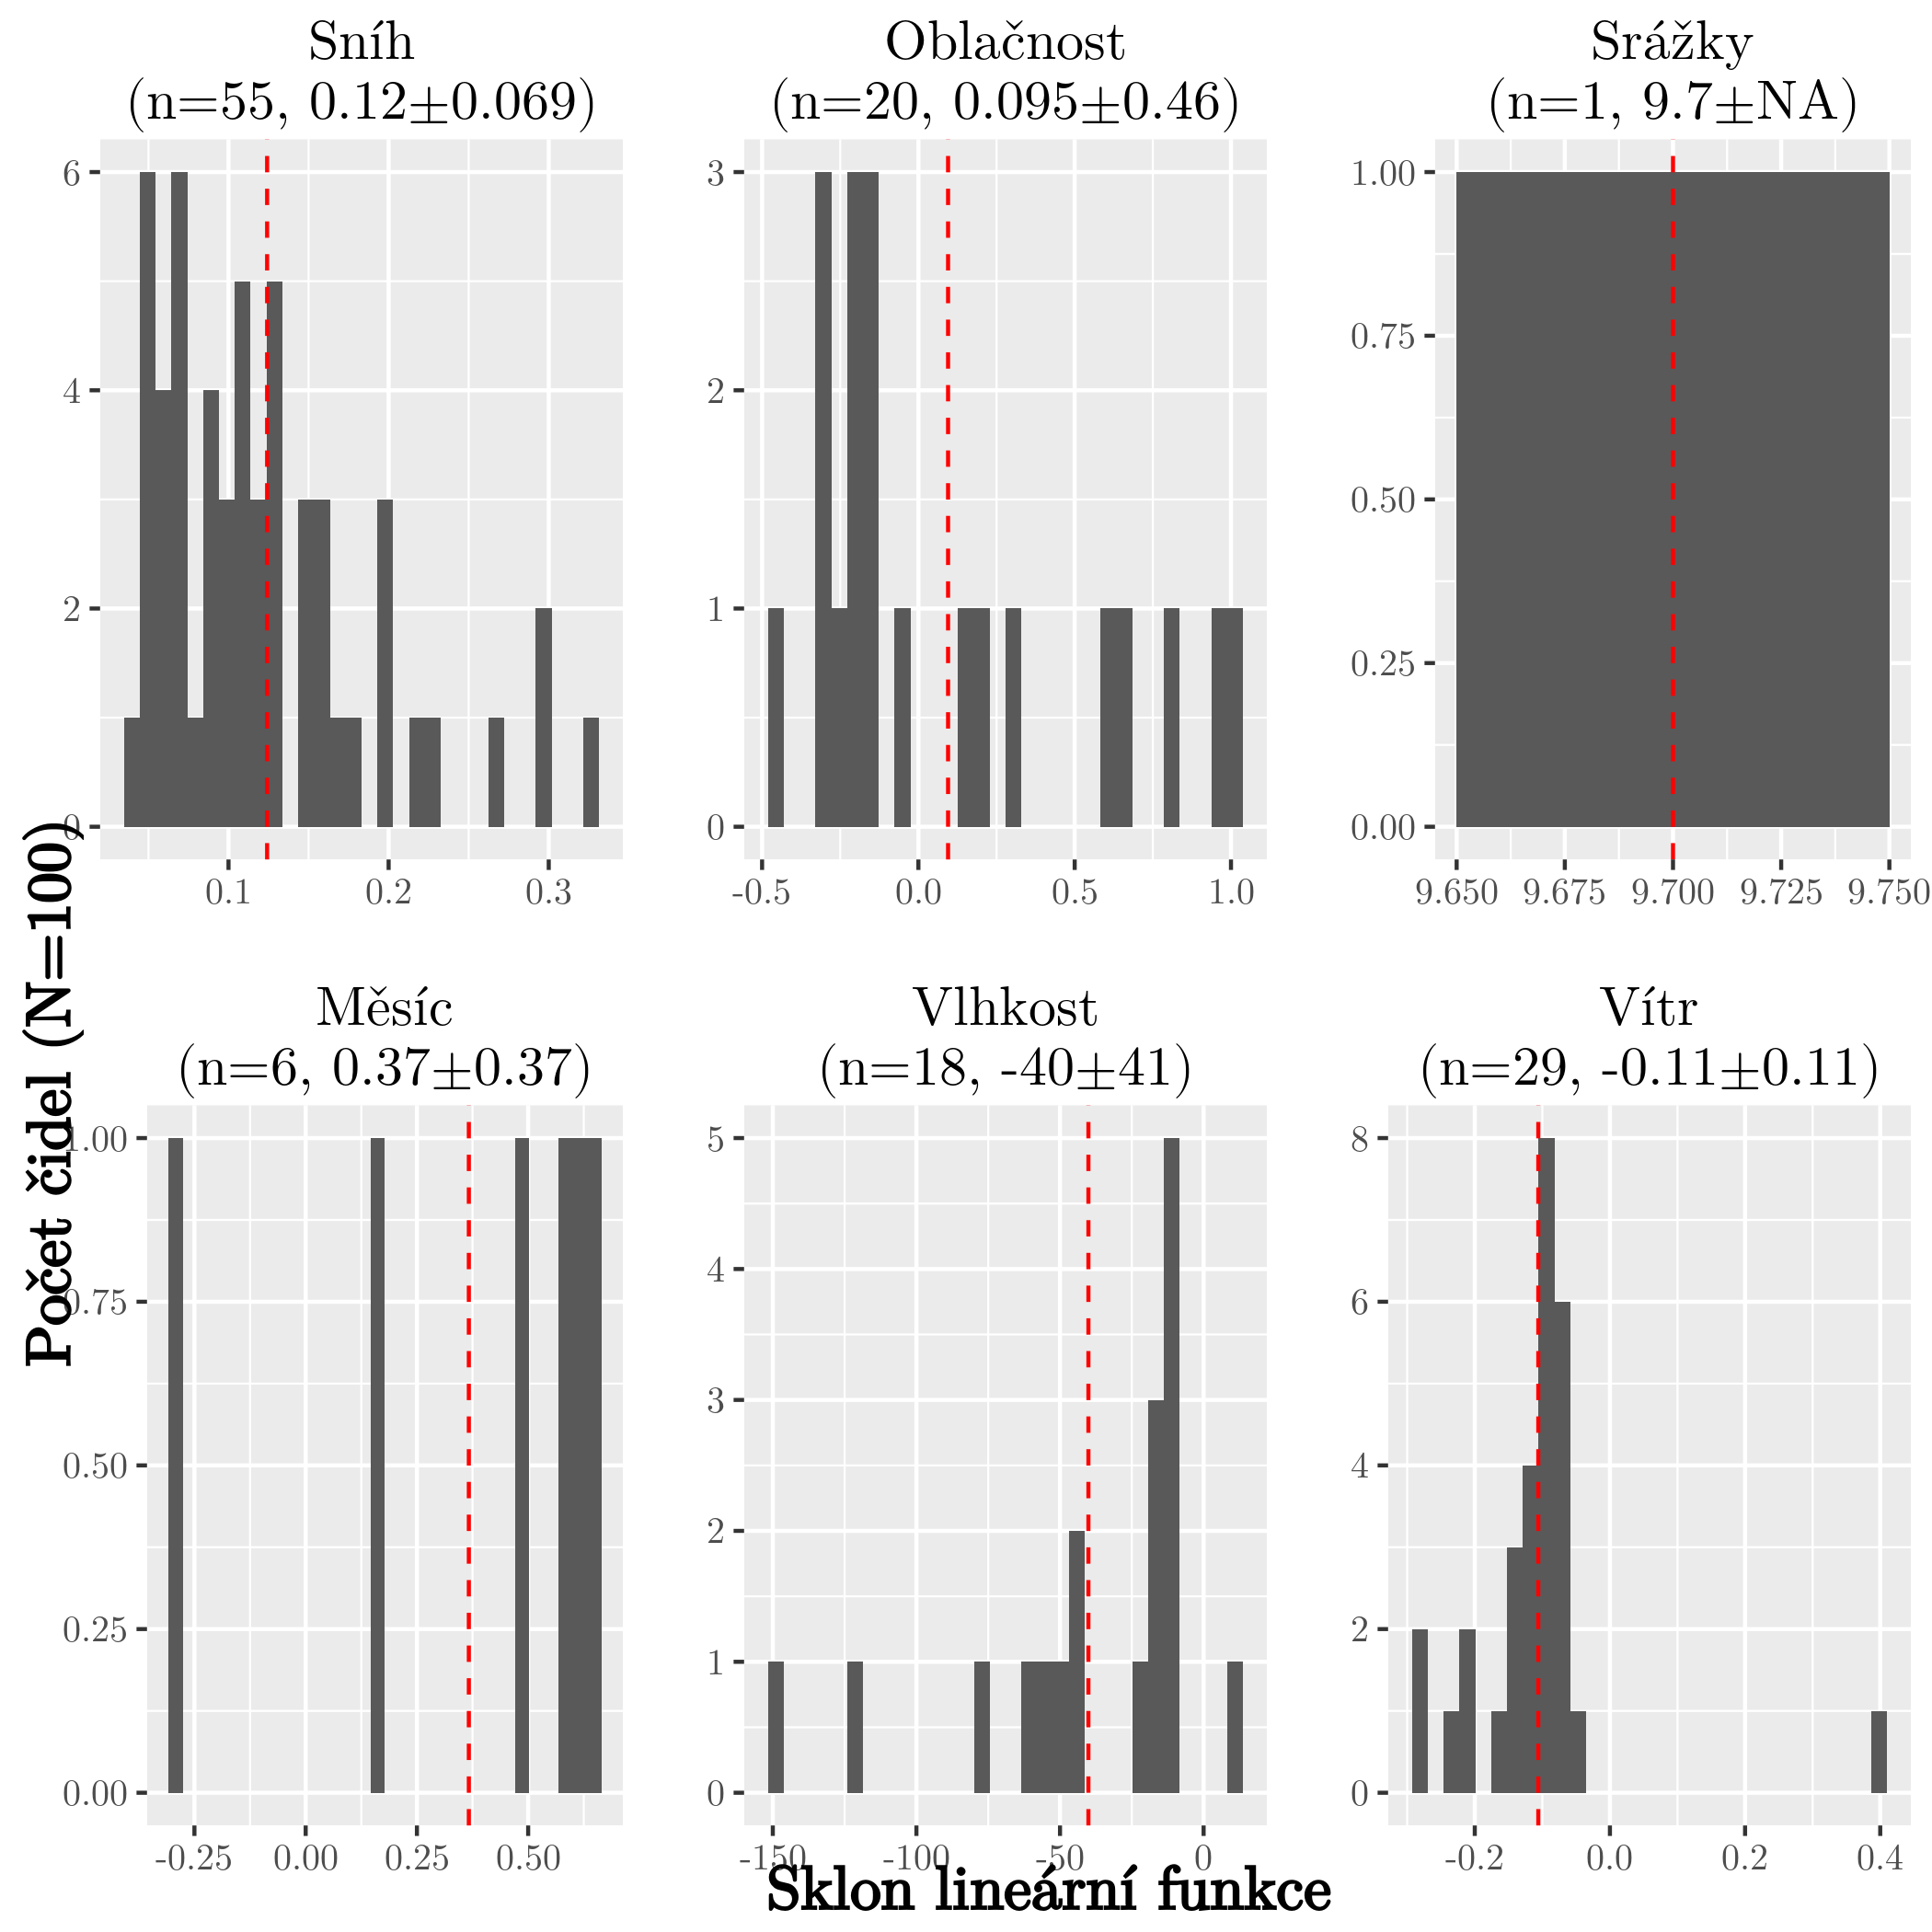 Sníh
(n=55, 0.12±0.069)
6
4
2
0
0.1 0.2 0.3
Oblačnost
(n=20, 0.095±0.46)
3
2
1
0
-0.5 0.0 0.5 1.0
Srážky
(n=1, 9.7±NA)
1.00
0.75
0.50
0.25
0.00
9.650 9.675 9.700 9.725 9.750
Počet čidel (N=100)
Měsíc
(n=6, 0.37±0.37)
1.00
0.75
0.50
0.25
0.00
-0.25 0.00 0.25 0.50
Vlhkost
(n=18, -40±41)
5
4
3
2
1
0
-150 -100 -50 0
Vítr
(n=29, -0.11±0.11)
8
6
4
2
0
-0.2 0.0 0.2 0.4
Sklon lineární funkce